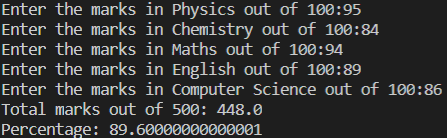 Enter the marks in Physics out of 100:95
Enter the marks in Chemistry out of 100:84
Enter the marks in Maths out of 100:94
Enter the marks in English out of 100:89
Enter the marks in Computer Science out of 100:86
Total marks out of 500: 448.0
Percentage: 89.60000000000001